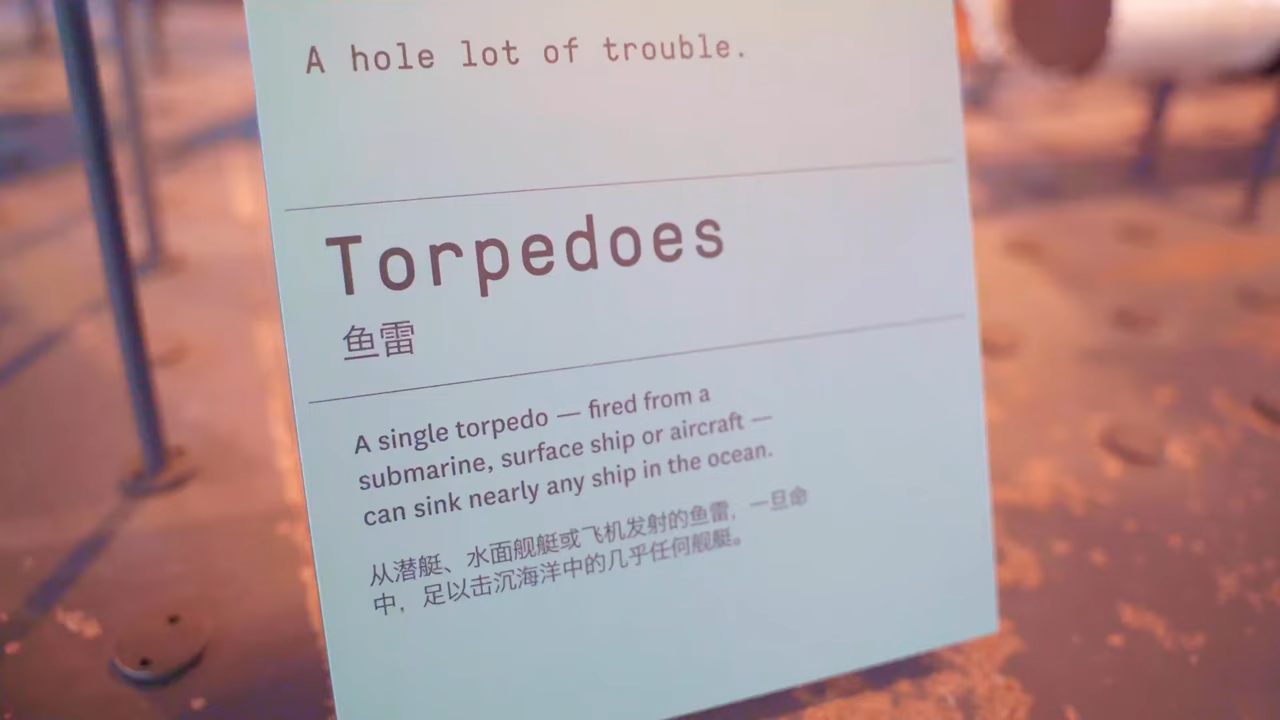 A hole lot of trouble.
Torpedoes
鱼雷
A single torpedo — fired from a
submarine, surface ship or aircraft —
can sink nearly any ship in the ocean.
从潜艇、水面舰艇或飞机发射的鱼雷，一旦命
中，足以击沉海洋中的几乎任何舰艇。